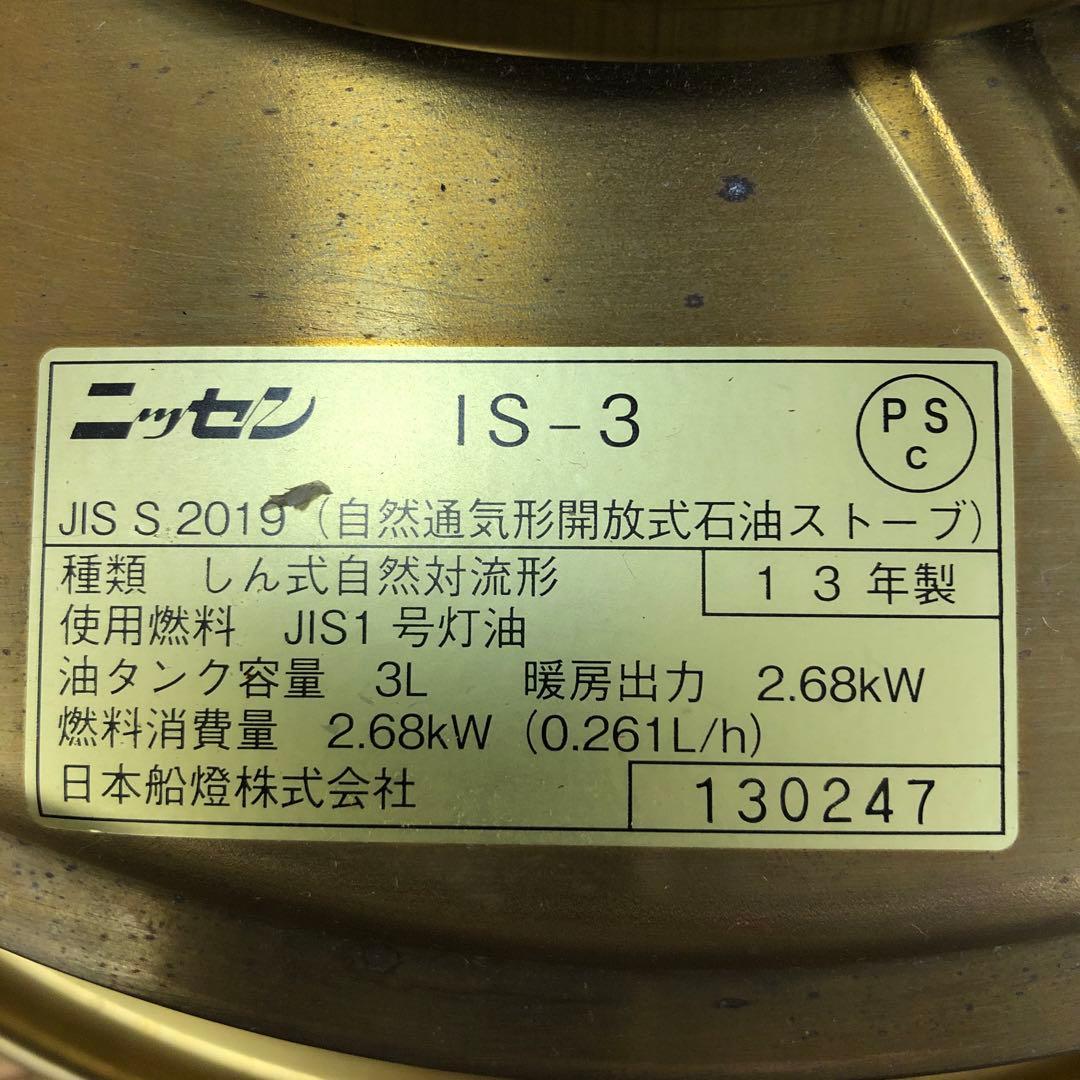 ニッセン IS-3 PS C
JIS S 2019 (自然通気形開放式石油ストーブ)
種類 しん式自然対流形 13年製
使用燃料 JIS1号灯油
油タンク容量 3L 暖房出力 2.68kW
燃料消費量 2.68kW (0.261L/h)
日本船燈株式会社 130247